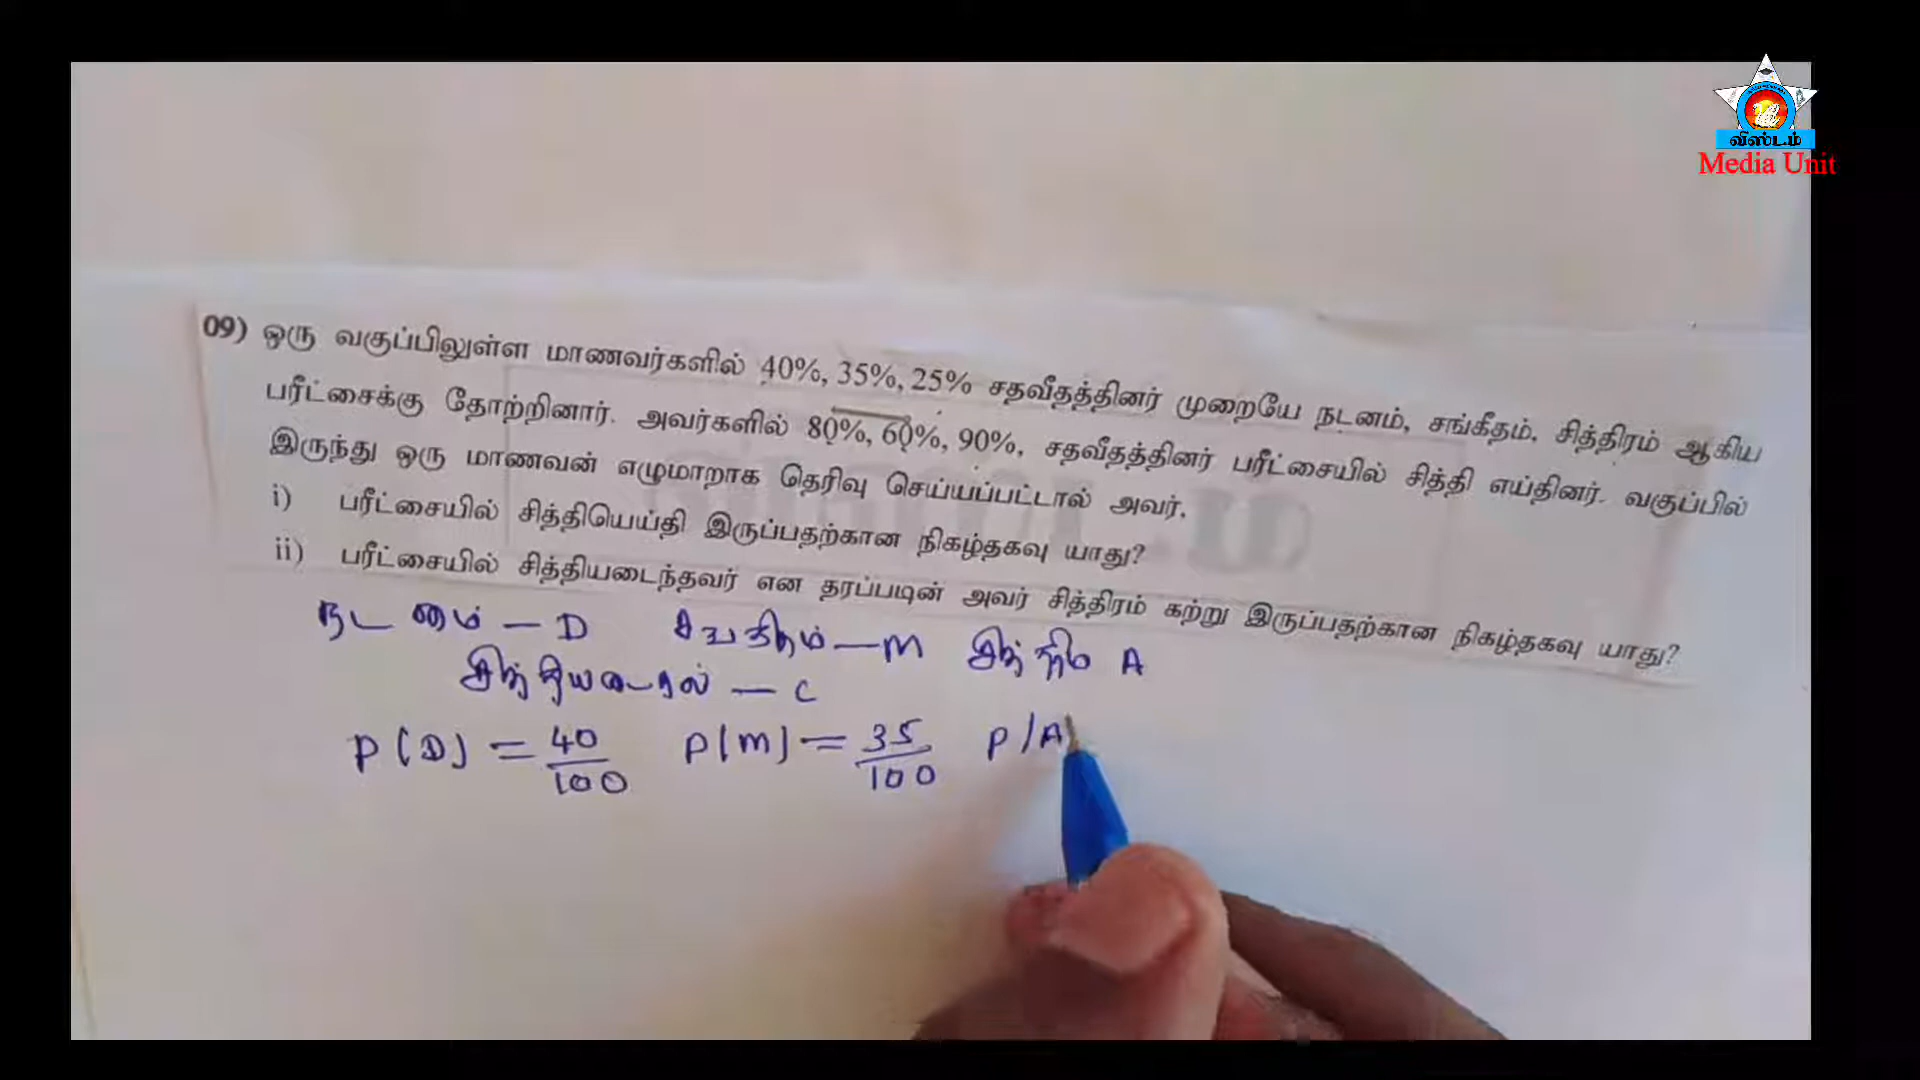 விஸ்டம்
Media Unit
09) ஒரு வகுப்பிலுள்ள மாணவர்களில் 40%, 35%, 25% சதவீதத்தினர் முறையே நடனம், சங்கீதம், சித்திரம் ஆகிய
பரீட்சைக்கு தோற்றினார். அவர்களில் 80%, 60%, 90%, சதவீதத்தினர் பரீட்சையில் சித்தி எய்தினர். வகுப்பில்
இருந்து ஒரு மாணவன் எழுமாறாக தெரிவு செய்யப்பட்டால் அவர்,
i) பரீட்சையில் சித்தியெய்தி இருப்பதற்கான நிகழ்தகவு யாது?
ii) பரீட்சையில் சித்தியடைந்தவர் என தரப்படின் அவர் சித்திரம் கற்று இருப்பதற்கான நிகழ்தகவு யாது?
— D — M A
சித்தியடைதல் — C
P(D) = 40/100 P(M) = 35/100 P(A